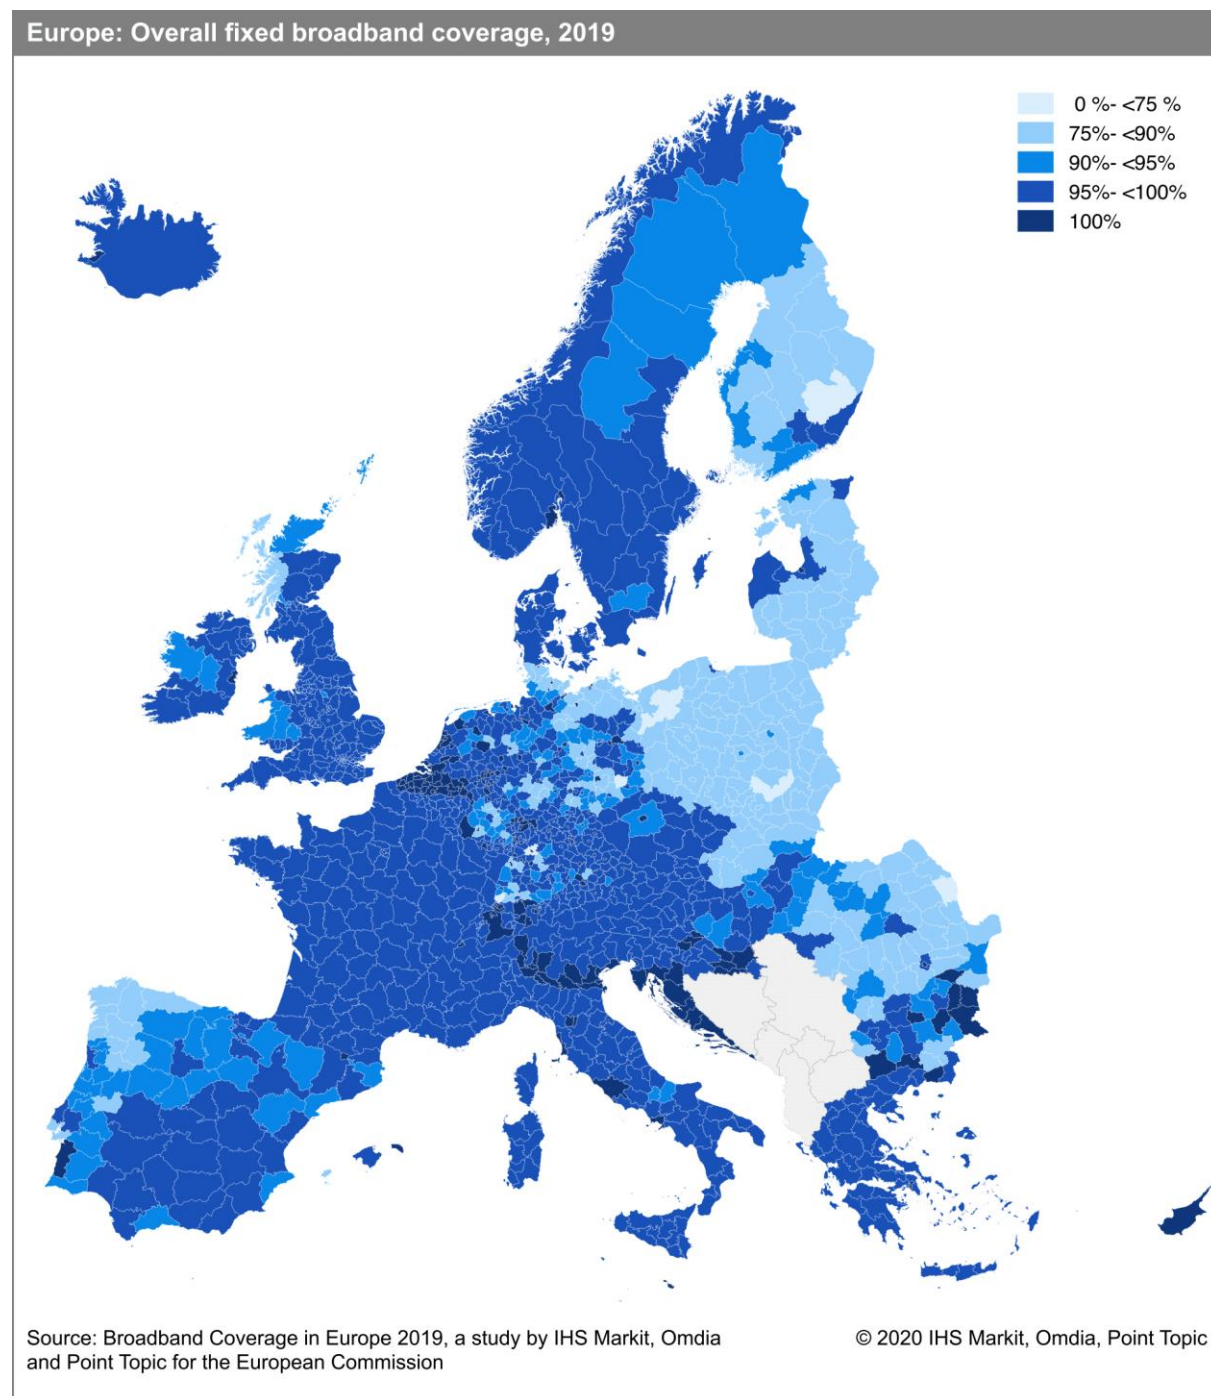 Europe: Overall fixed broadband coverage, 2019
0 %- <75 %
75%- <90%
90%- <95%
95%- <100%
100%
Source: Broadband Coverage in Europe 2019, a study by IHS Markit, Omdia
and Point Topic for the European Commission
© 2020 IHS Markit, Omdia, Point Topic